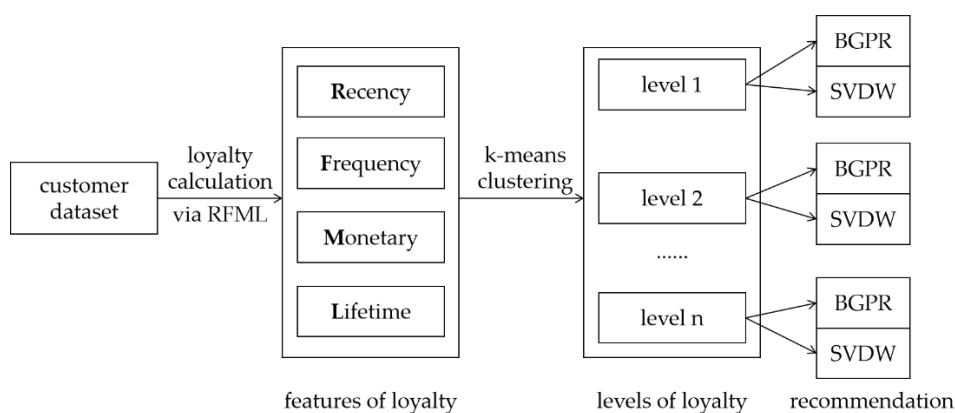 customer
dataset
loyalty
calculation
via RFML
Recency
Frequency
Monetary
Lifetime
features of loyalty
k-means
clustering
level 1
level 2
......
level n
levels of loyalty
BGPR
SVDW
BGPR
SVDW
BGPR
SVDW
recommendation